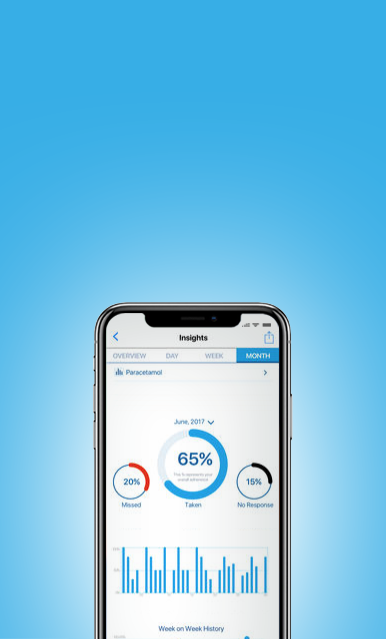 Insights
OVERVIEW DAY WEEK MONTH
Paracetamol
June, 2017
65%
This % represents your
overall adherence
20%
15%
Missed
Taken
No Response
Week on Week History